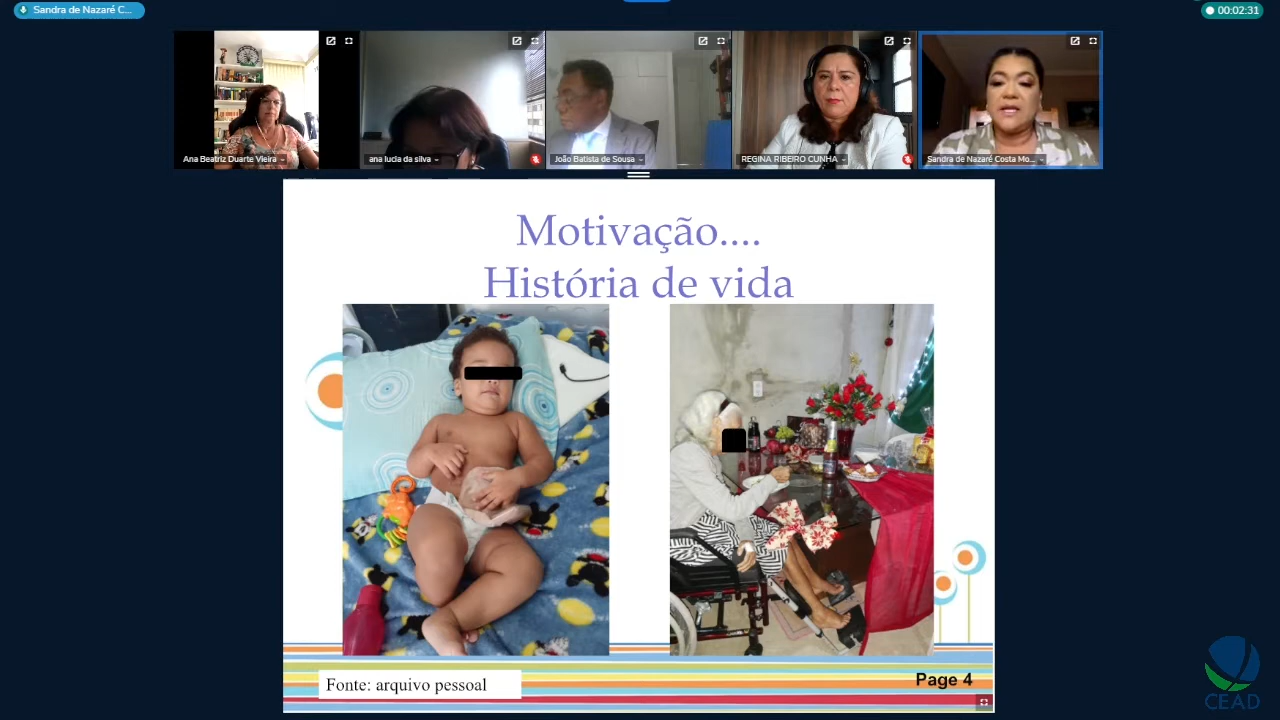 Sandra de Nazaré C...
00:02:31
Ana Beatriz Duarte Vieira
ana lucia da silva
João Batista de Sousa
REGINA RIBEIRO CUNHA
Sandra de Nazaré Costa Mo...
Motivação....
História de vida
Fonte: arquivo pessoal
Page 4
CEAD